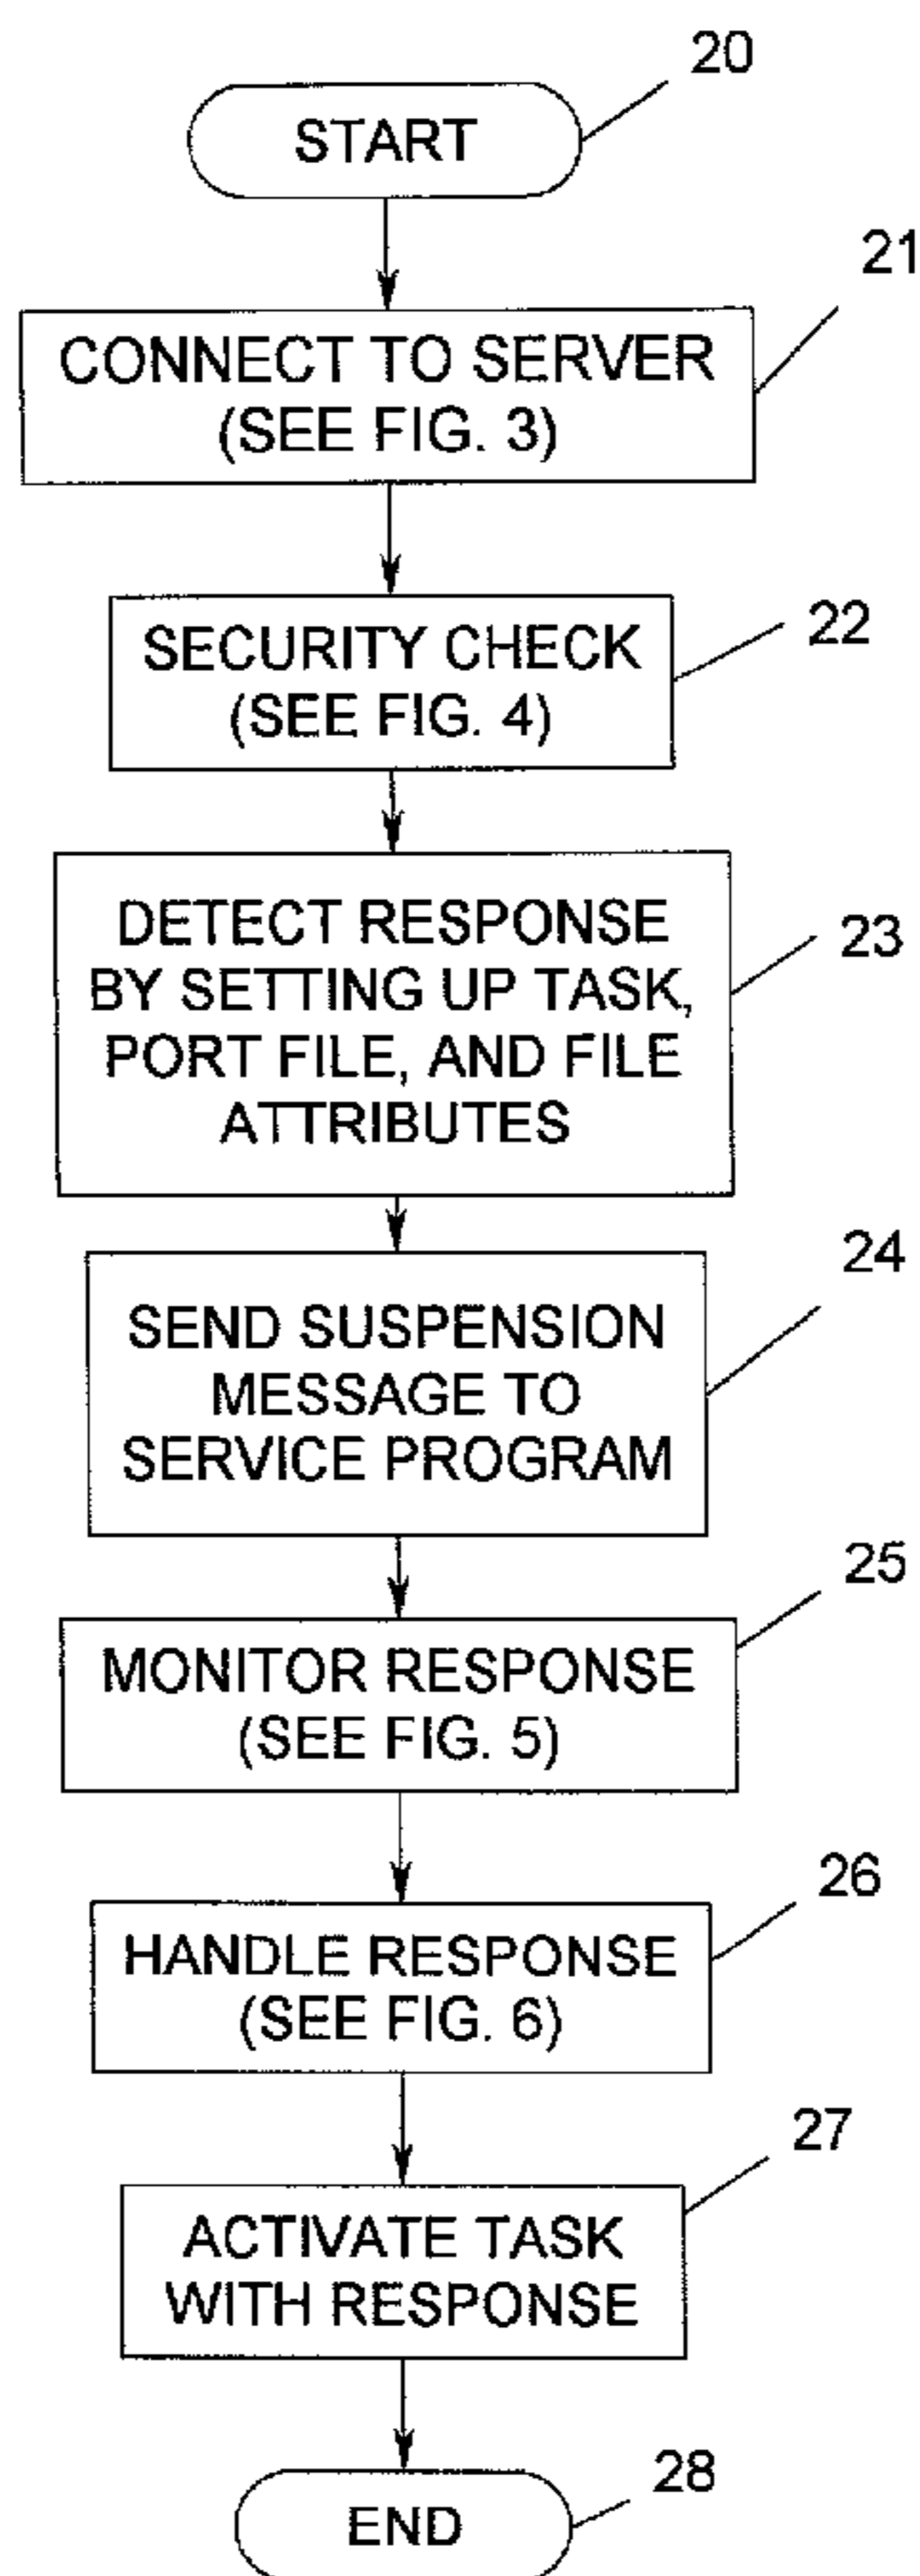 20
START
21
CONNECT TO SERVER
(SEE FIG. 3)
22
SECURITY CHECK
(SEE FIG. 4)
23
DETECT RESPONSE
BY SETTING UP TASK,
PORT FILE, AND FILE
ATTRIBUTES
24
SEND SUSPENSION
MESSAGE TO
SERVICE PROGRAM
25
MONITOR RESPONSE
(SEE FIG. 5)
26
HANDLE RESPONSE
(SEE FIG. 6)
27
ACTIVATE TASK
WITH RESPONSE
28
END